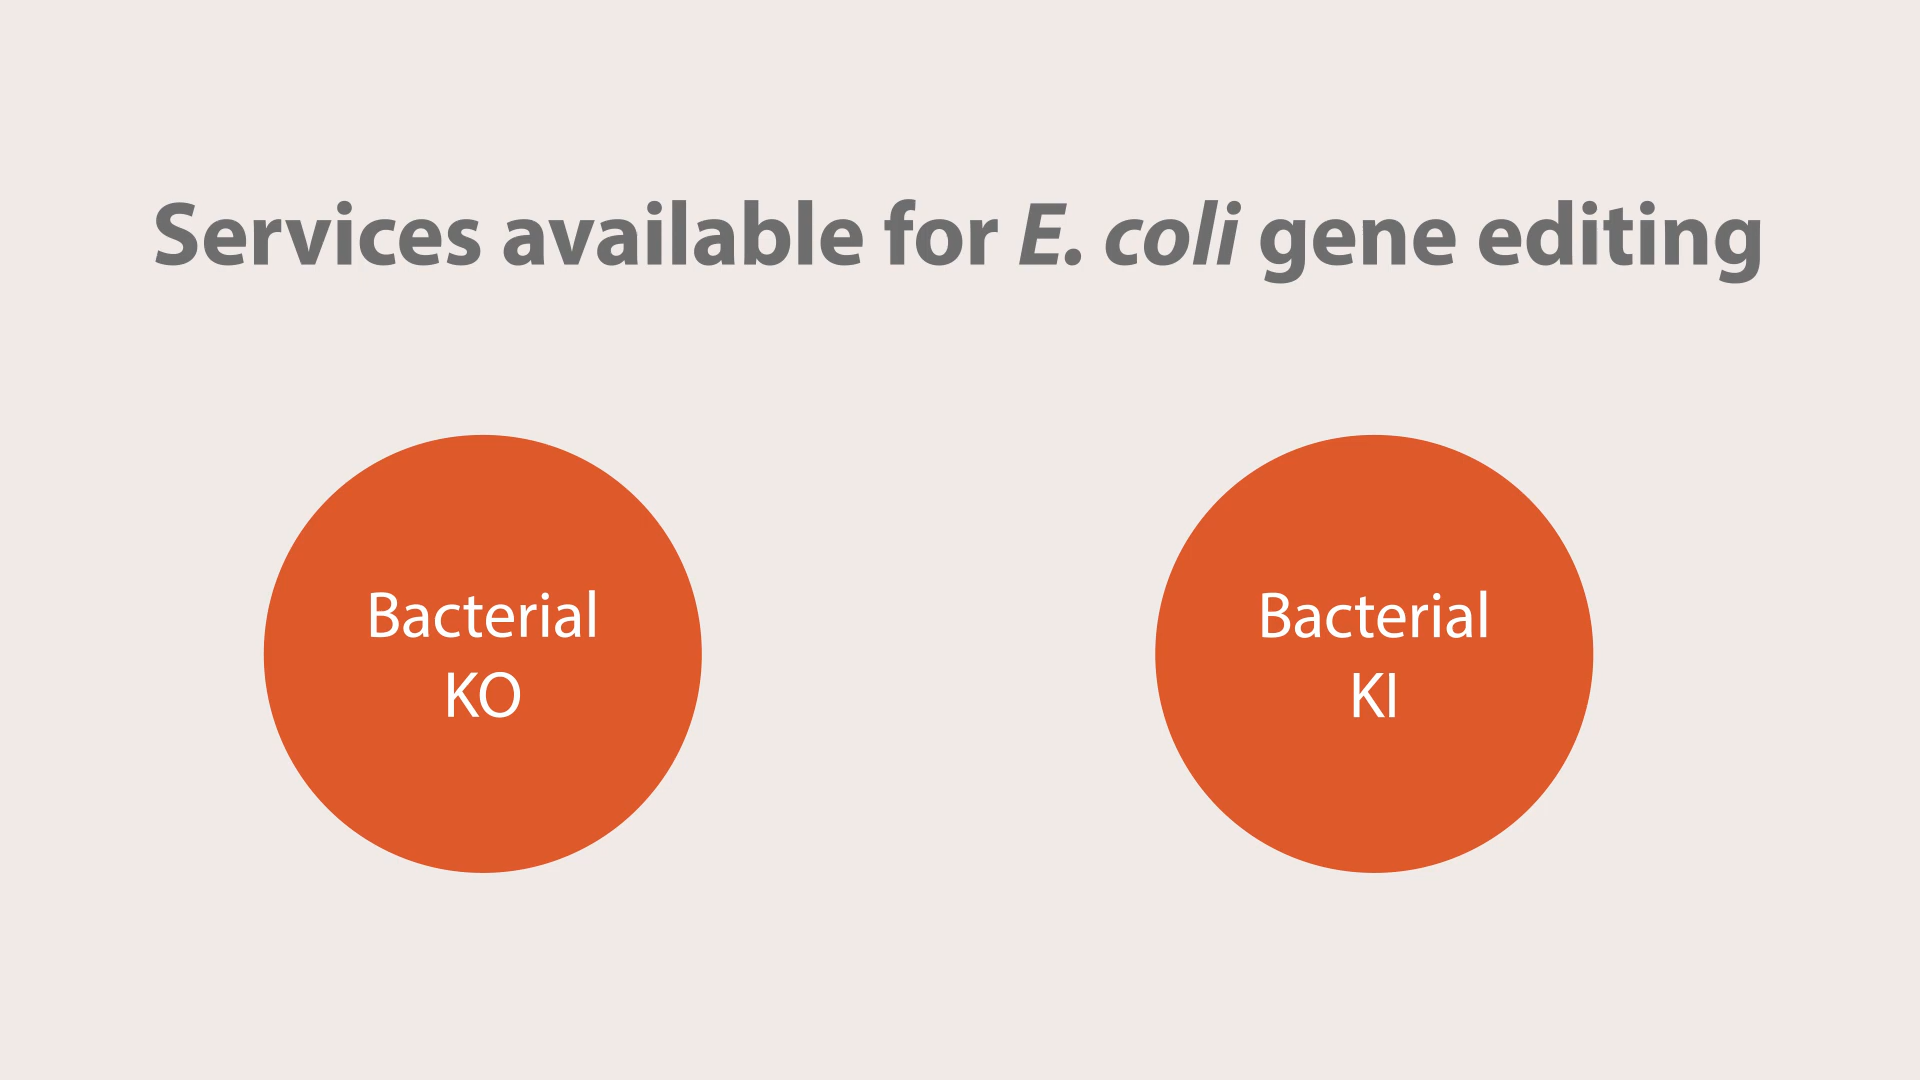 Services available for E. coli gene editing
Bacterial
KO
Bacterial
KI